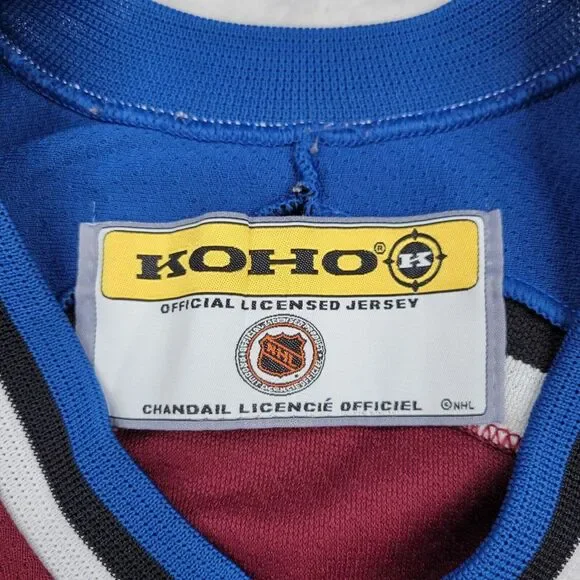 KOHO® K
OFFICIAL LICENSED JERSEY
NHL
CHANDAIL LICENCIÉ OFFICIEL ©NHL